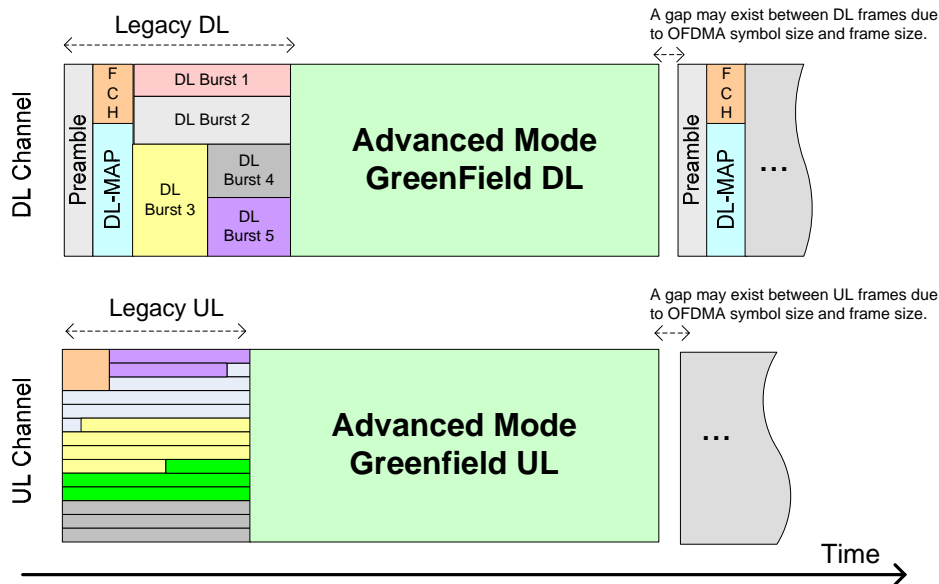 Legacy DL
A gap may exist between DL frames due
to OFDMA symbol size and frame size.
DL Channel
Preamble
F
C
H
DL-MAP
DL Burst 1
DL Burst 2
DL
Burst 3
DL
Burst 4
DL
Burst 5
Advanced Mode
GreenField DL
Preamble
F
C
H
DL-MAP
...
Legacy UL
A gap may exist between UL frames due
to OFDMA symbol size and frame size.
UL Channel
Advanced Mode
Greenfield UL
...
Time